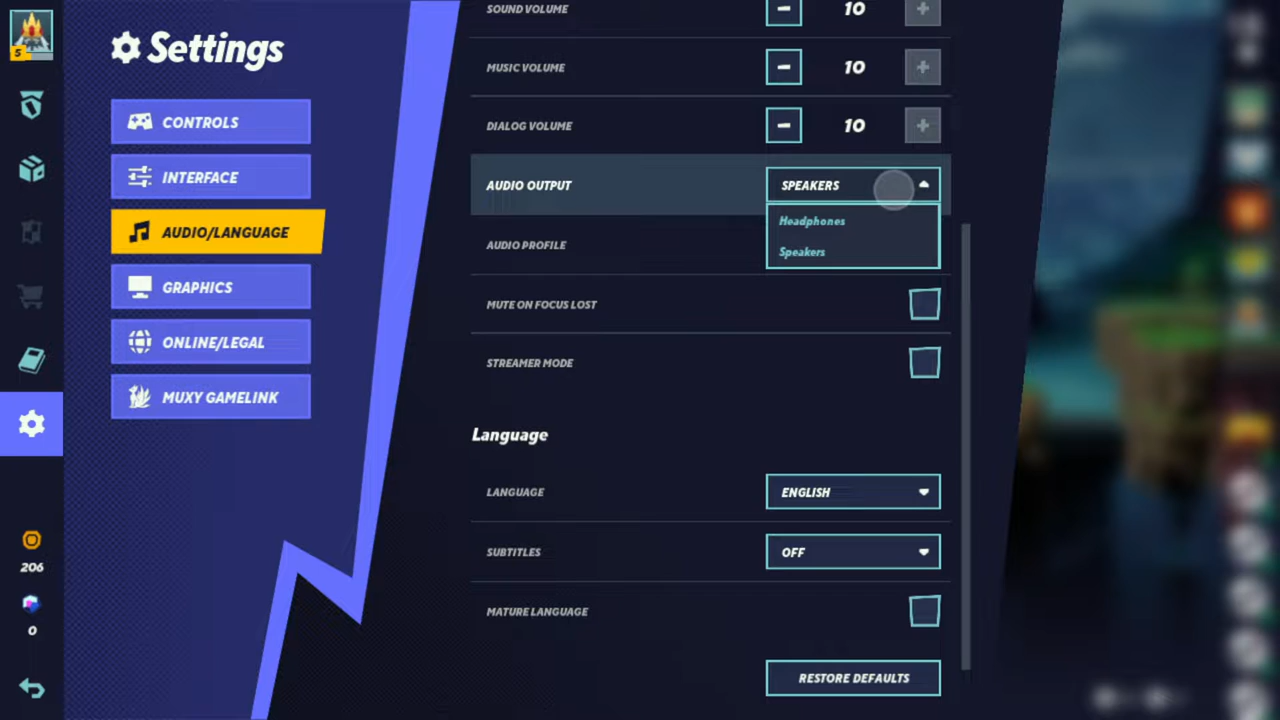 5
Settings
CONTROLS
INTERFACE
AUDIO/LANGUAGE
GRAPHICS
ONLINE/LEGAL
MUXY GAMELINK
206
0
SOUND VOLUME
10
MUSIC VOLUME
10
DIALOG VOLUME
10
AUDIO OUTPUT
SPEAKERS
Headphones
Speakers
AUDIO PROFILE
MUTE ON FOCUS LOST
STREAMER MODE
Language
LANGUAGE
ENGLISH
SUBTITLES
OFF
MATURE LANGUAGE
RESTORE DEFAULTS